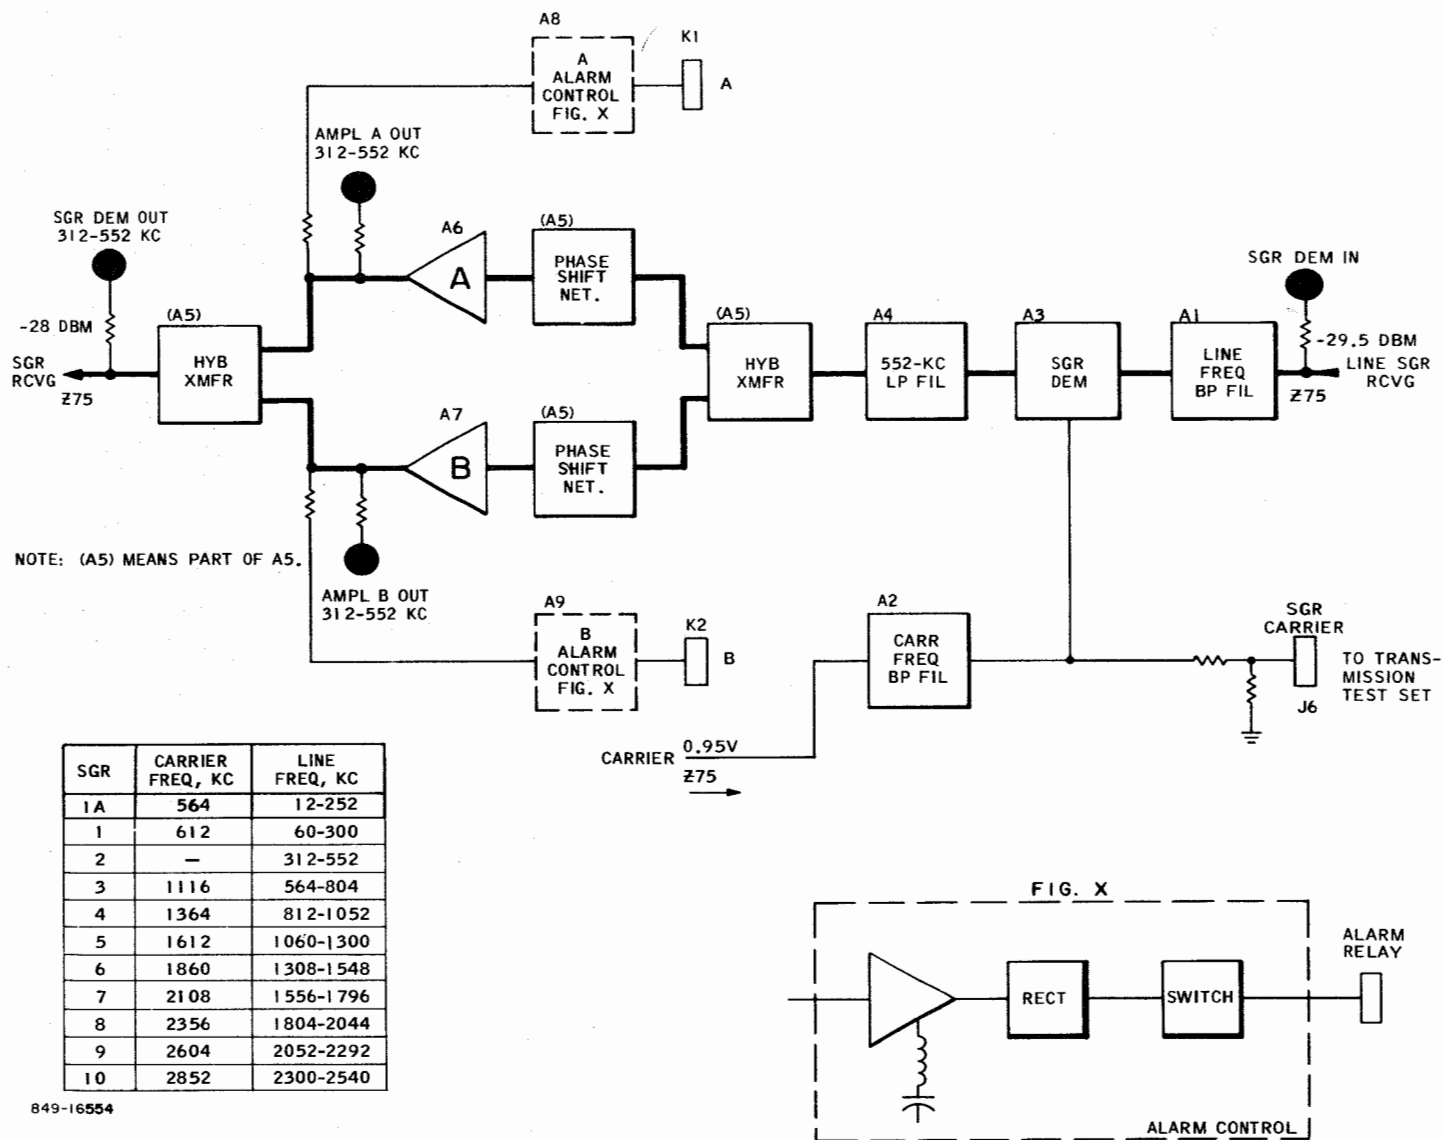 A8
A
ALARM
CONTROL
FIG. X
K1
A
AMPL A OUT
312-552 KC
SGR DEM OUT
312-552 KC
-28 DBM
SGR
RCVG
Z75
(A5)
HYB
XMFR
A6
A
(A5)
PHASE
SHIFT
NET.
A7
B
(A5)
PHASE
SHIFT
NET.
(A5)
HYB
XMFR
A4
552-KC
LP FIL
A3
SGR
DEM
A1
LINE
FREQ
BP FIL
SGR DEM IN
-29.5 DBM
LINE SGR
RCVG
Z75
NOTE: (A5) MEANS PART OF A5.
AMPL B OUT
312-552 KC
A9
B
ALARM
CONTROL
FIG. X
K2
B
A2
CARR
FREQ
BP FIL
SGR
CARRIER
J6
TO TRANS-
MISSION
TEST SET
CARRIER
0.95V
Z75
SGR CARRIER FREQ, KC LINE FREQ, KC
1A 564 12-252
1 612 60-300
2 — 312-552
3 1116 564-804
4 1364 812-1052
5 1612 1060-1300
6 1860 1308-1548
7 2108 1556-1796
8 2356 1804-2044
9 2604 2052-2292
10 2852 2300-2540
849-16554
FIG. X
RECT
SWITCH
ALARM
RELAY
ALARM CONTROL